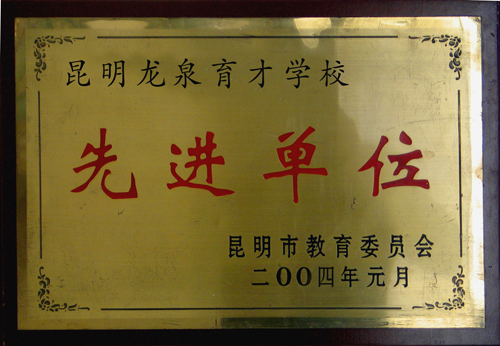 昆明龙泉育才学校
先进单位
昆明市教育委员会
二OO四年元月